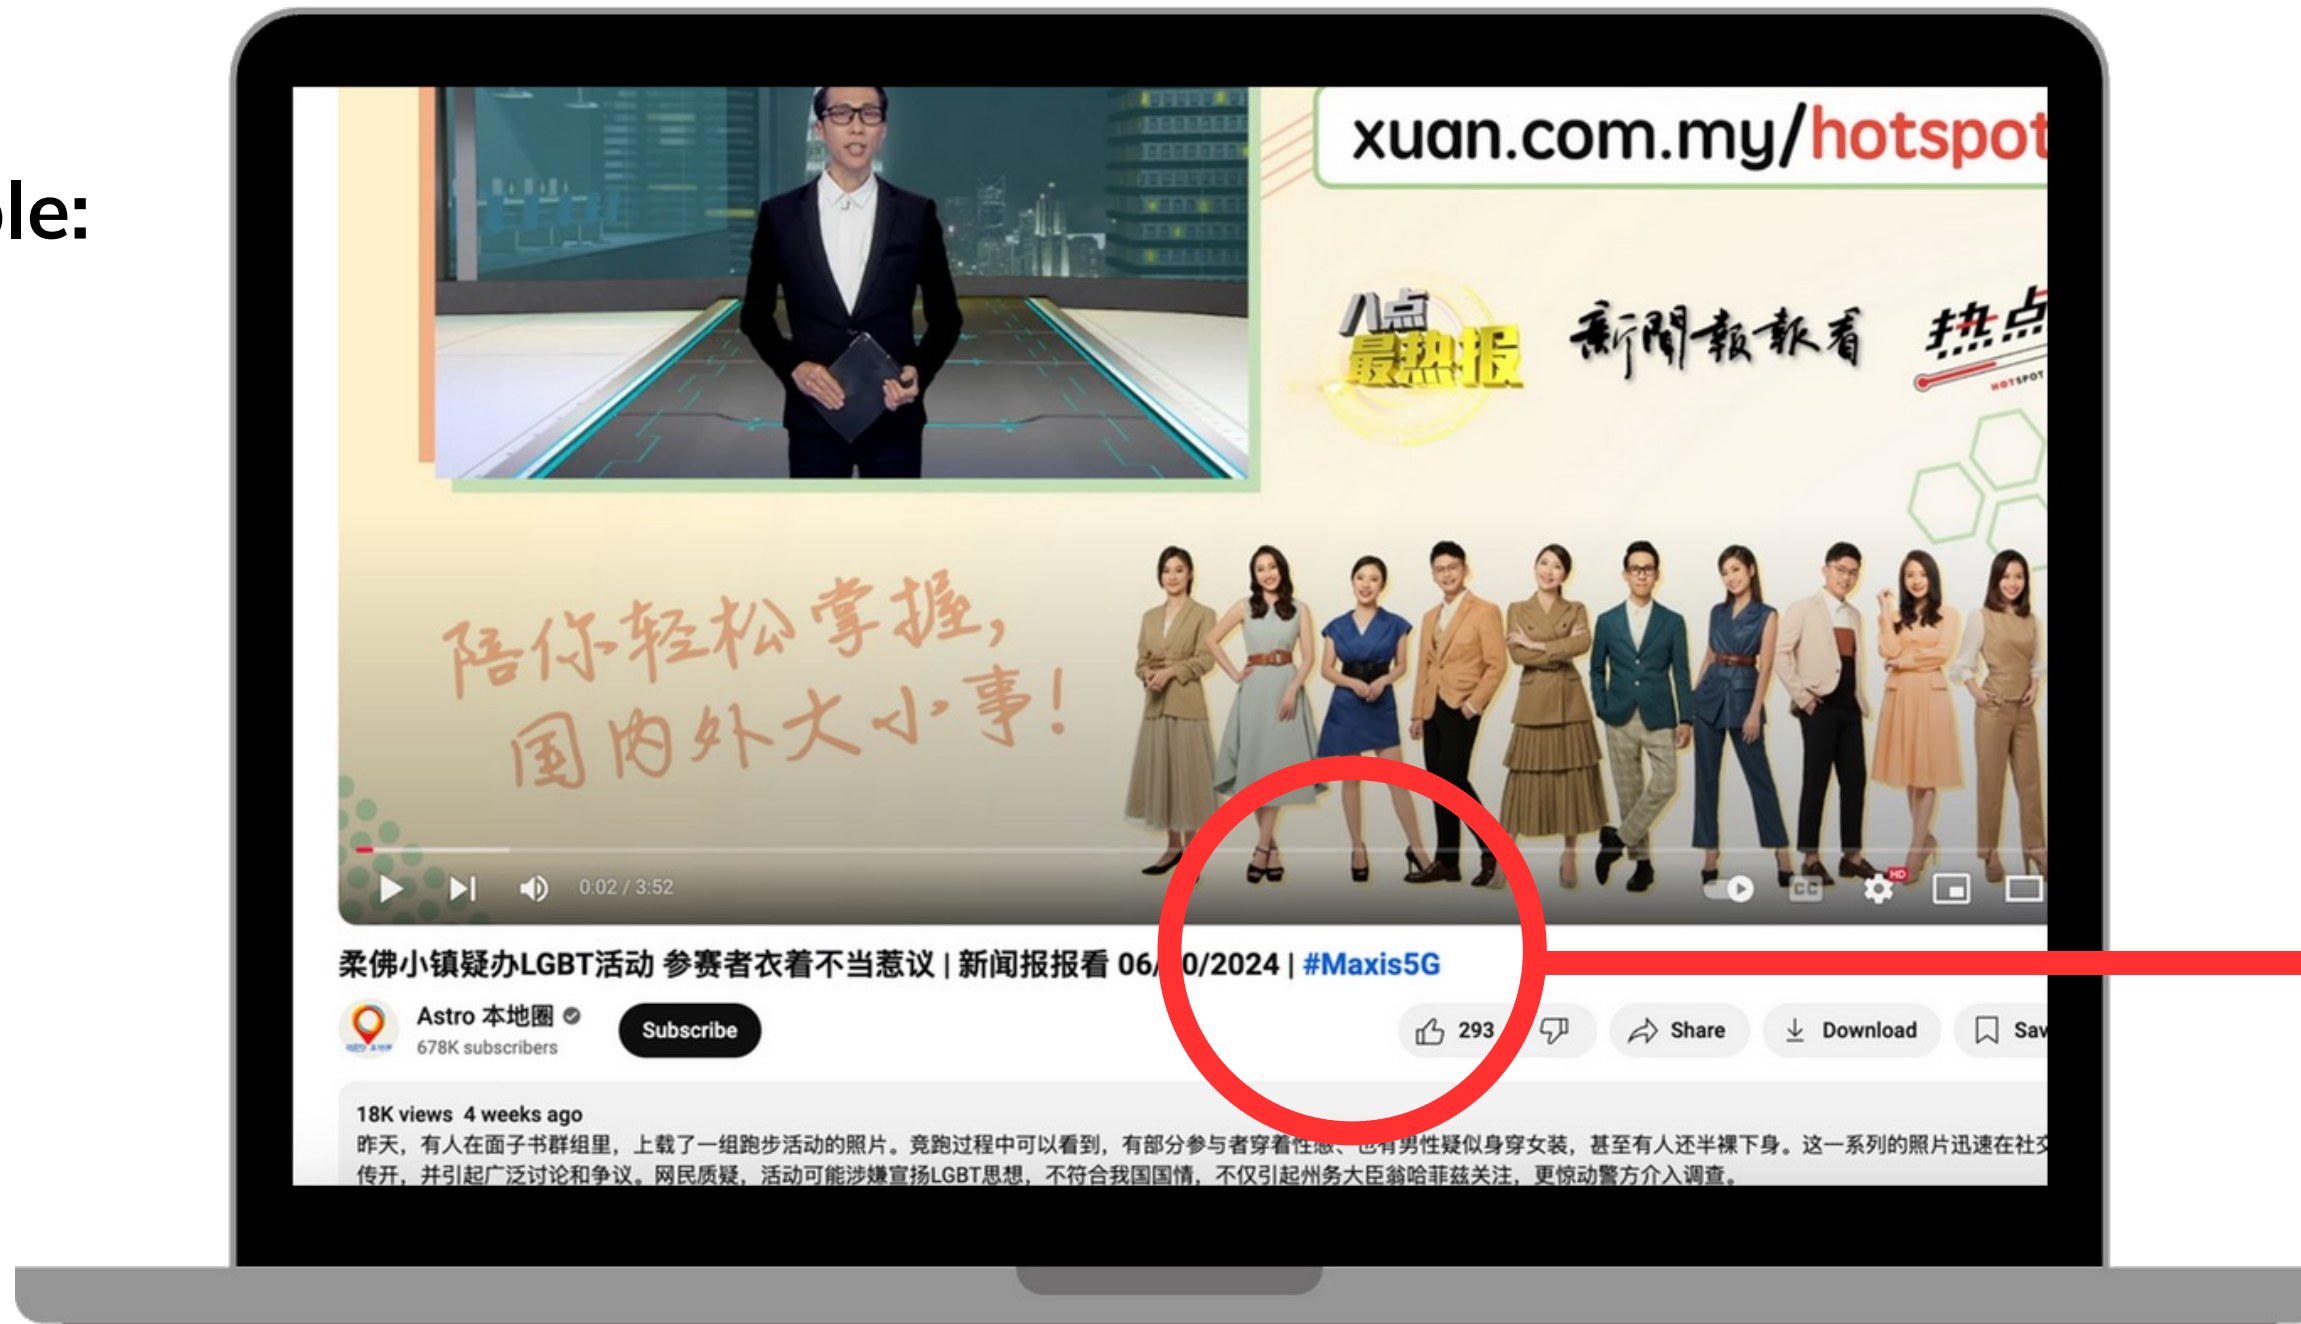 ple:
xuan.com.my/hotspot
八点
最热报
新聞報報看
热点
HOTSPOT
陪你轻松掌握,
国内外大小事!
0:02 / 3:52
CC
HD
柔佛小镇疑办LGBT活动 参赛者衣着不当惹议 | 新闻报报看 06/ 0/2024 | #Maxis5G
Astro 本地圈
678K subscribers
Subscribe
293
Share
Download
Sav
18K views 4 weeks ago
昨天，有人在面子书群组里，上载了一组跑步活动的照片。竞跑过程中可以看到，有部分参与者穿着性感、也有男性疑似身穿女装，甚至有人还半裸下身。这一系列的照片迅速在社交
传开，并引起广泛讨论和争议。网民质疑，活动可能涉嫌宣扬LGBT思想，不符合我国国情，不仅引起州务大臣翁哈菲兹关注，更惊动警方介入调查。